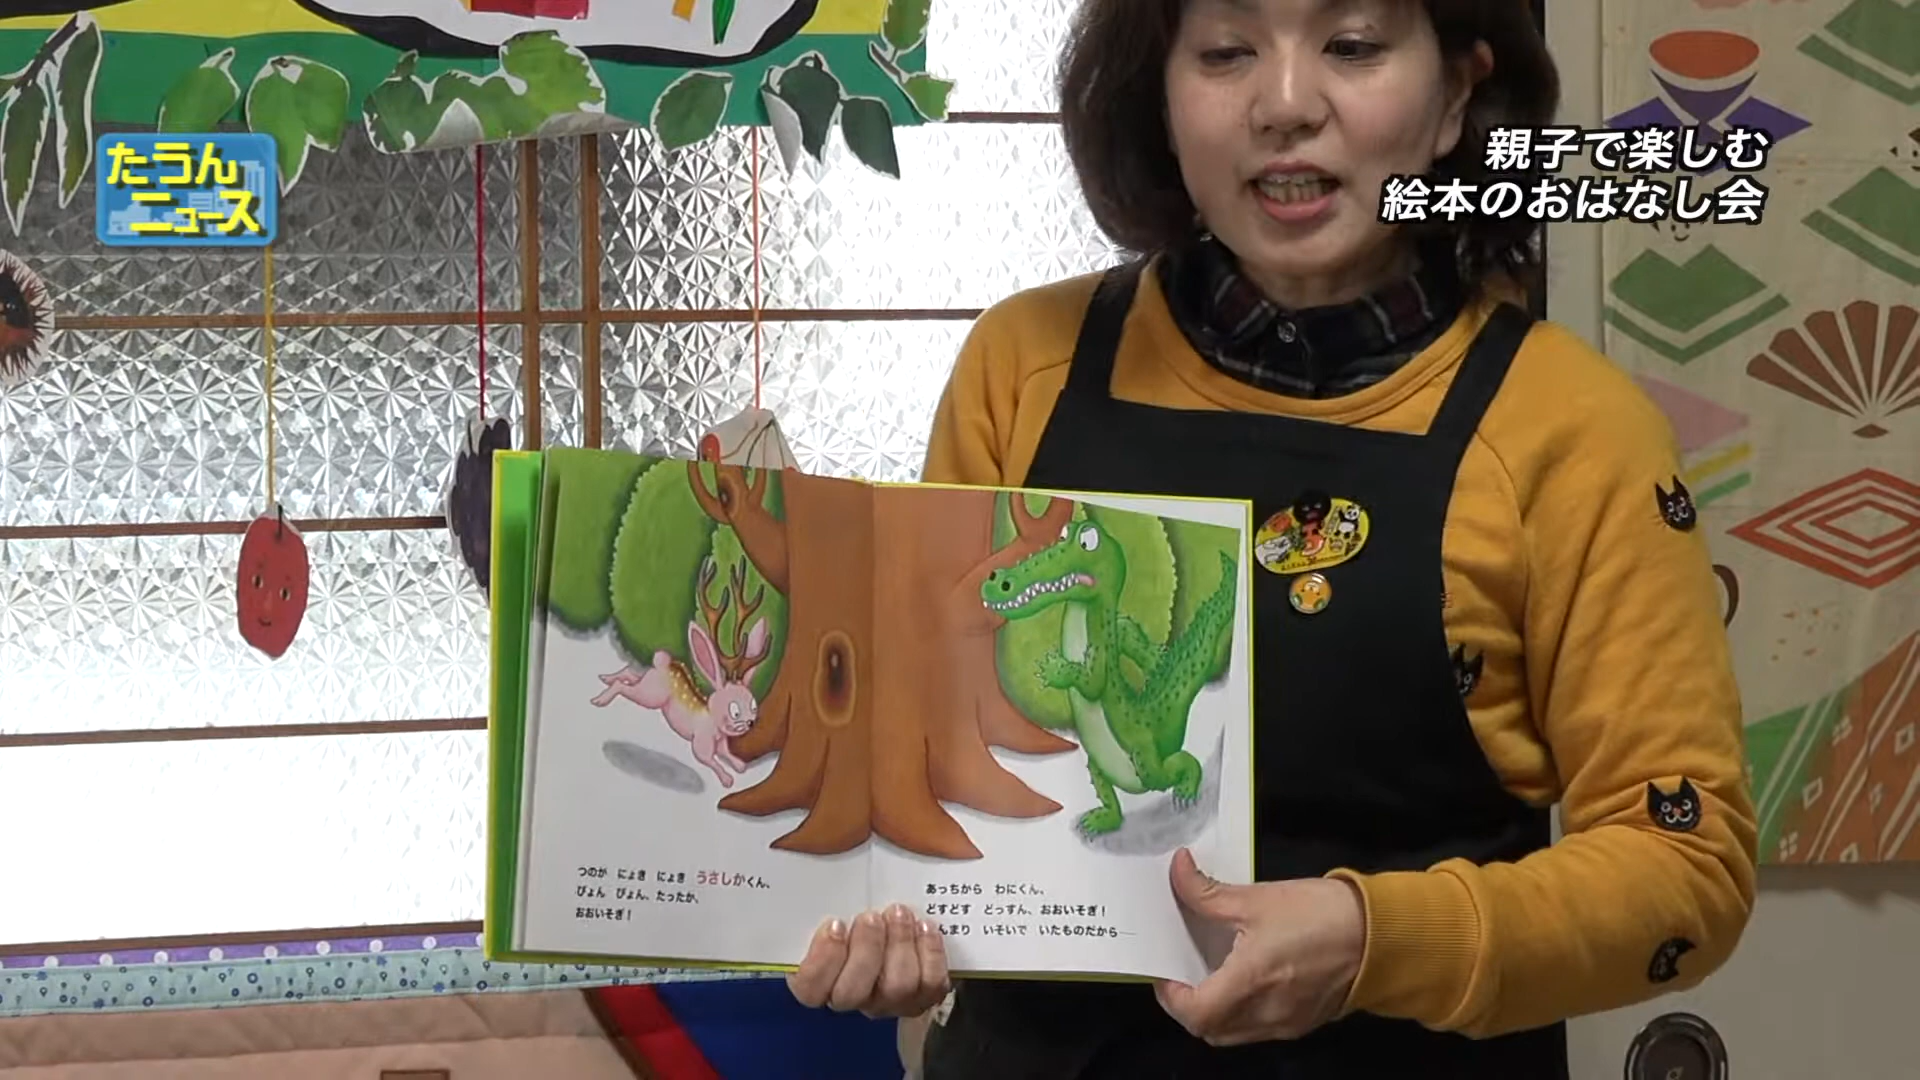 たうん
ニュース
親子で楽しむ
絵本のおはなし会
つのが にょき にょき うさしかくん、
ぴょん ぴょん、たったか、
おおいそぎ!
あっちから わにくん、
どすどす どっすん、おおいそぎ!
んまり いそいで いたものだから──